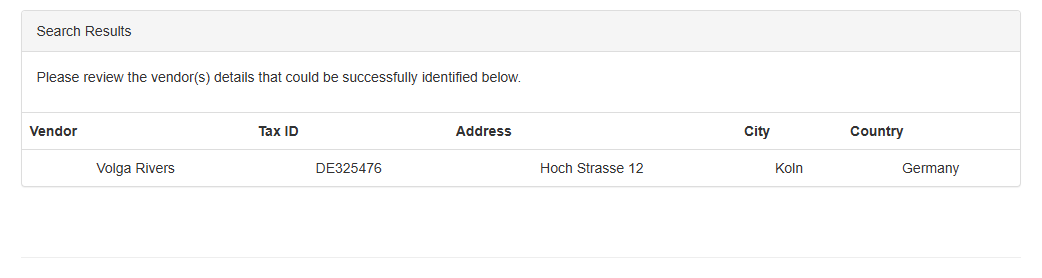 Search Results
Please review the vendor(s) details that could be successfully identified below.
Vendor Tax ID Address City Country
Volga Rivers DE325476 Hoch Strasse 12 Koln Germany